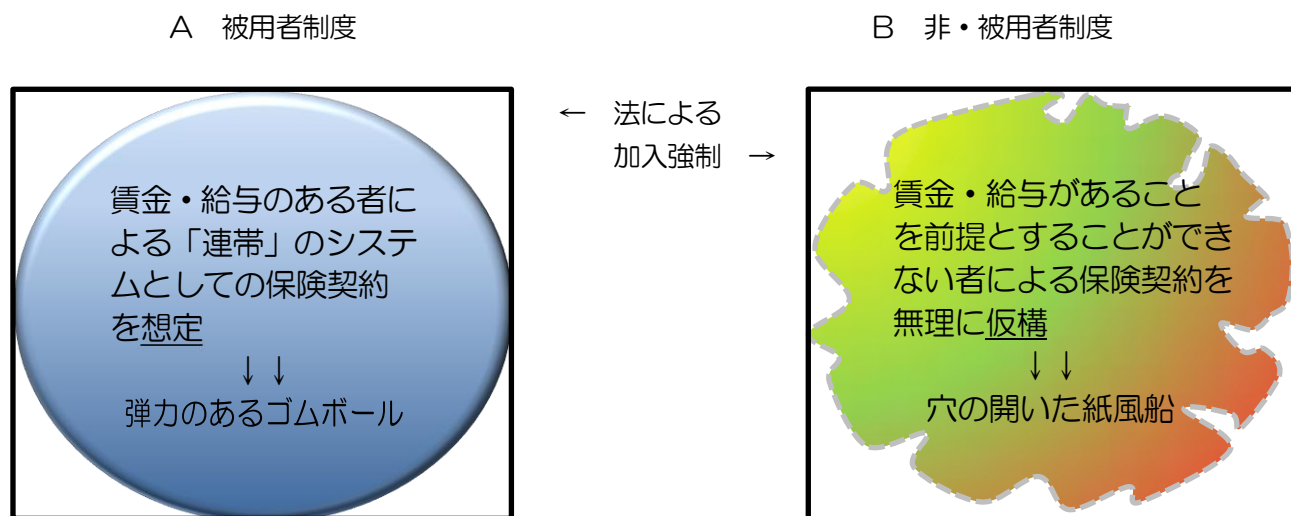 A 被用者制度
B 非・被用者制度
← 法による
加入強制 →
賃金・給与のある者に
よる「連帯」のシステ
ムとしての保険契約
を想定
↓ ↓
弾力のあるゴムボール
賃金・給与があること
を前提とすることができ
ない者による保険契約を
無理に仮構
↓ ↓
穴の開いた紙風船